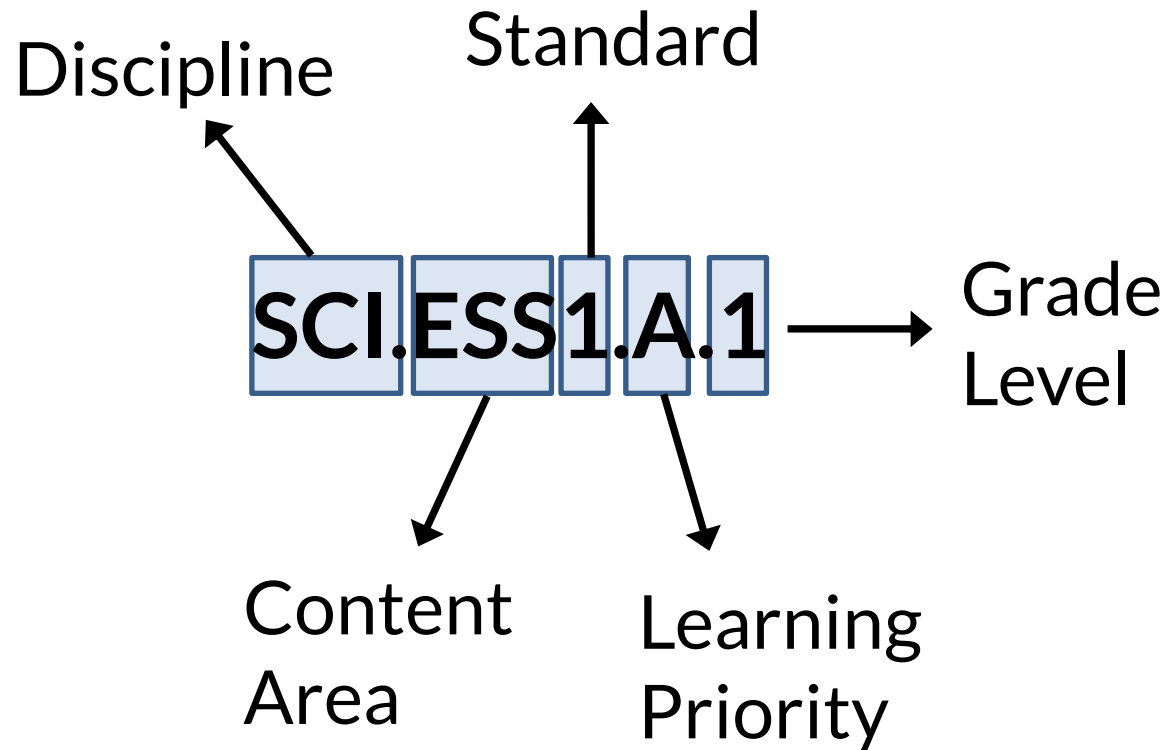 Discipline
Standard
SCI.ESS1.A.1
Grade
Level
Content
Area
Learning
Priority